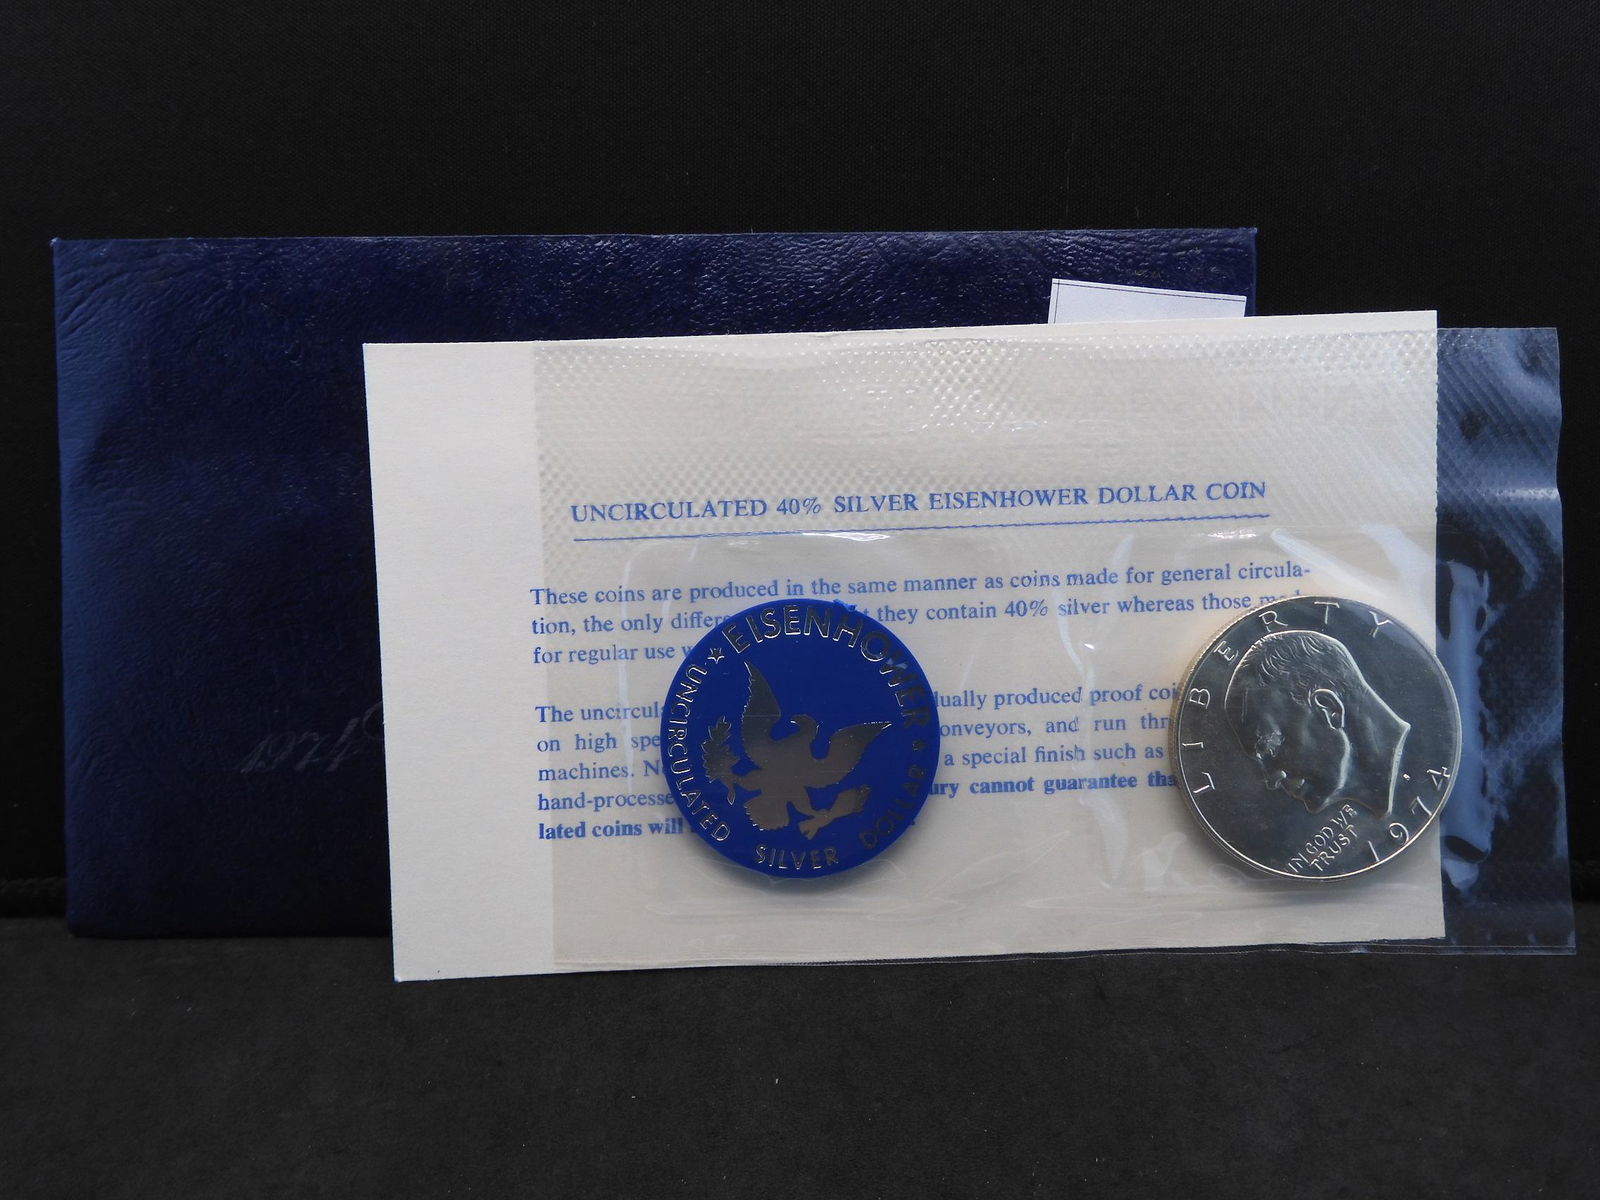 UNCIRCULATED 40% SILVER EISENHOWER DOLLAR COIN
These coins are produced in the same manner as coins made for general circula-
tion, the only differe t they contain 40% silver whereas those
for regular use
The uncircula dually produced proof coi
on high spe onveyors, and run thr
machines. N a special finish such as
hand-processe ury cannot guarantee tha
lated coins will
★ EISENHOWER •
UNCIRCULATED SILVER DOLLAR
LIBERTY
IN GOD WE
TRUST
1974